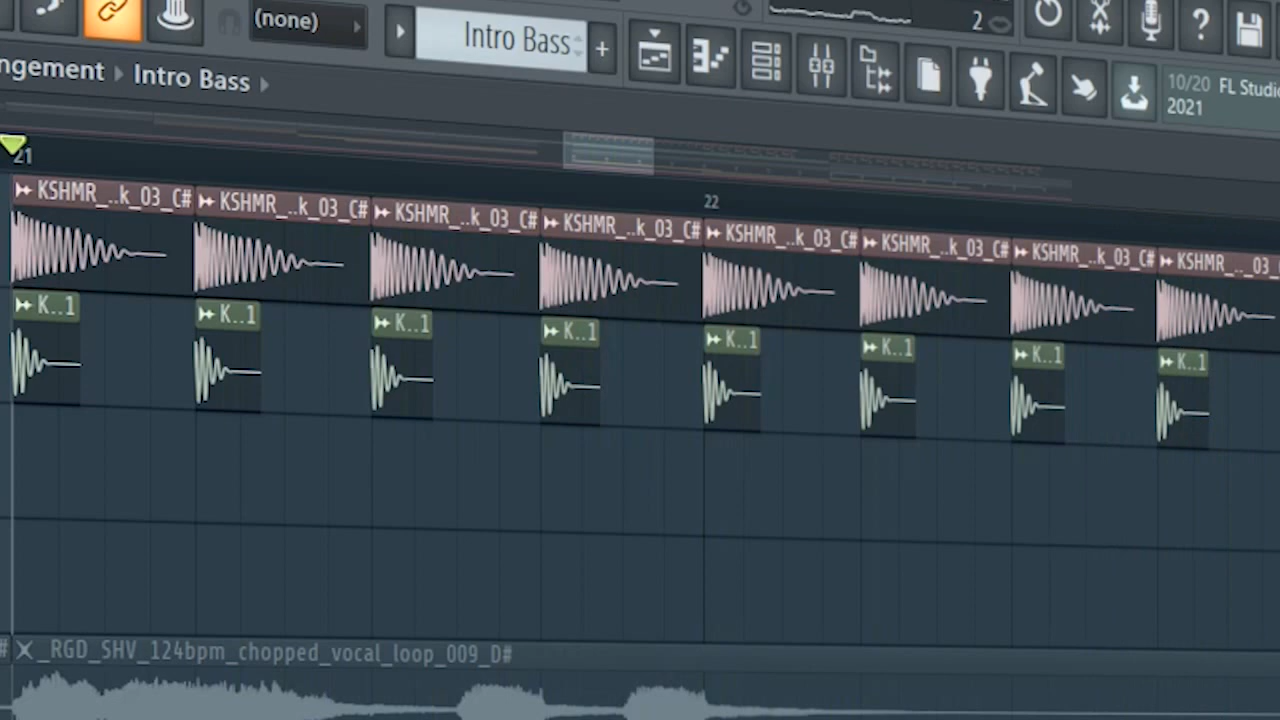 (none)
Intro Bass
+
2
?
ngement
Intro Bass
10/20 FL Studio
2021
21
22
KSHMR_..k_03_C#
KSHMR_..k_03_C#
KSHMR_..k_03_C#
KSHMR_..k_03_C#
KSHMR_..k_03_C#
KSHMR_..k_03_C#
KSHMR_..k_03_C#
KSHMR_.._03_
K..1
K..1
K..1
K..1
K..1
K..1
K..1
K..1
#
_RGD_SHV_124bpm_chopped_vocal_loop_009_D#